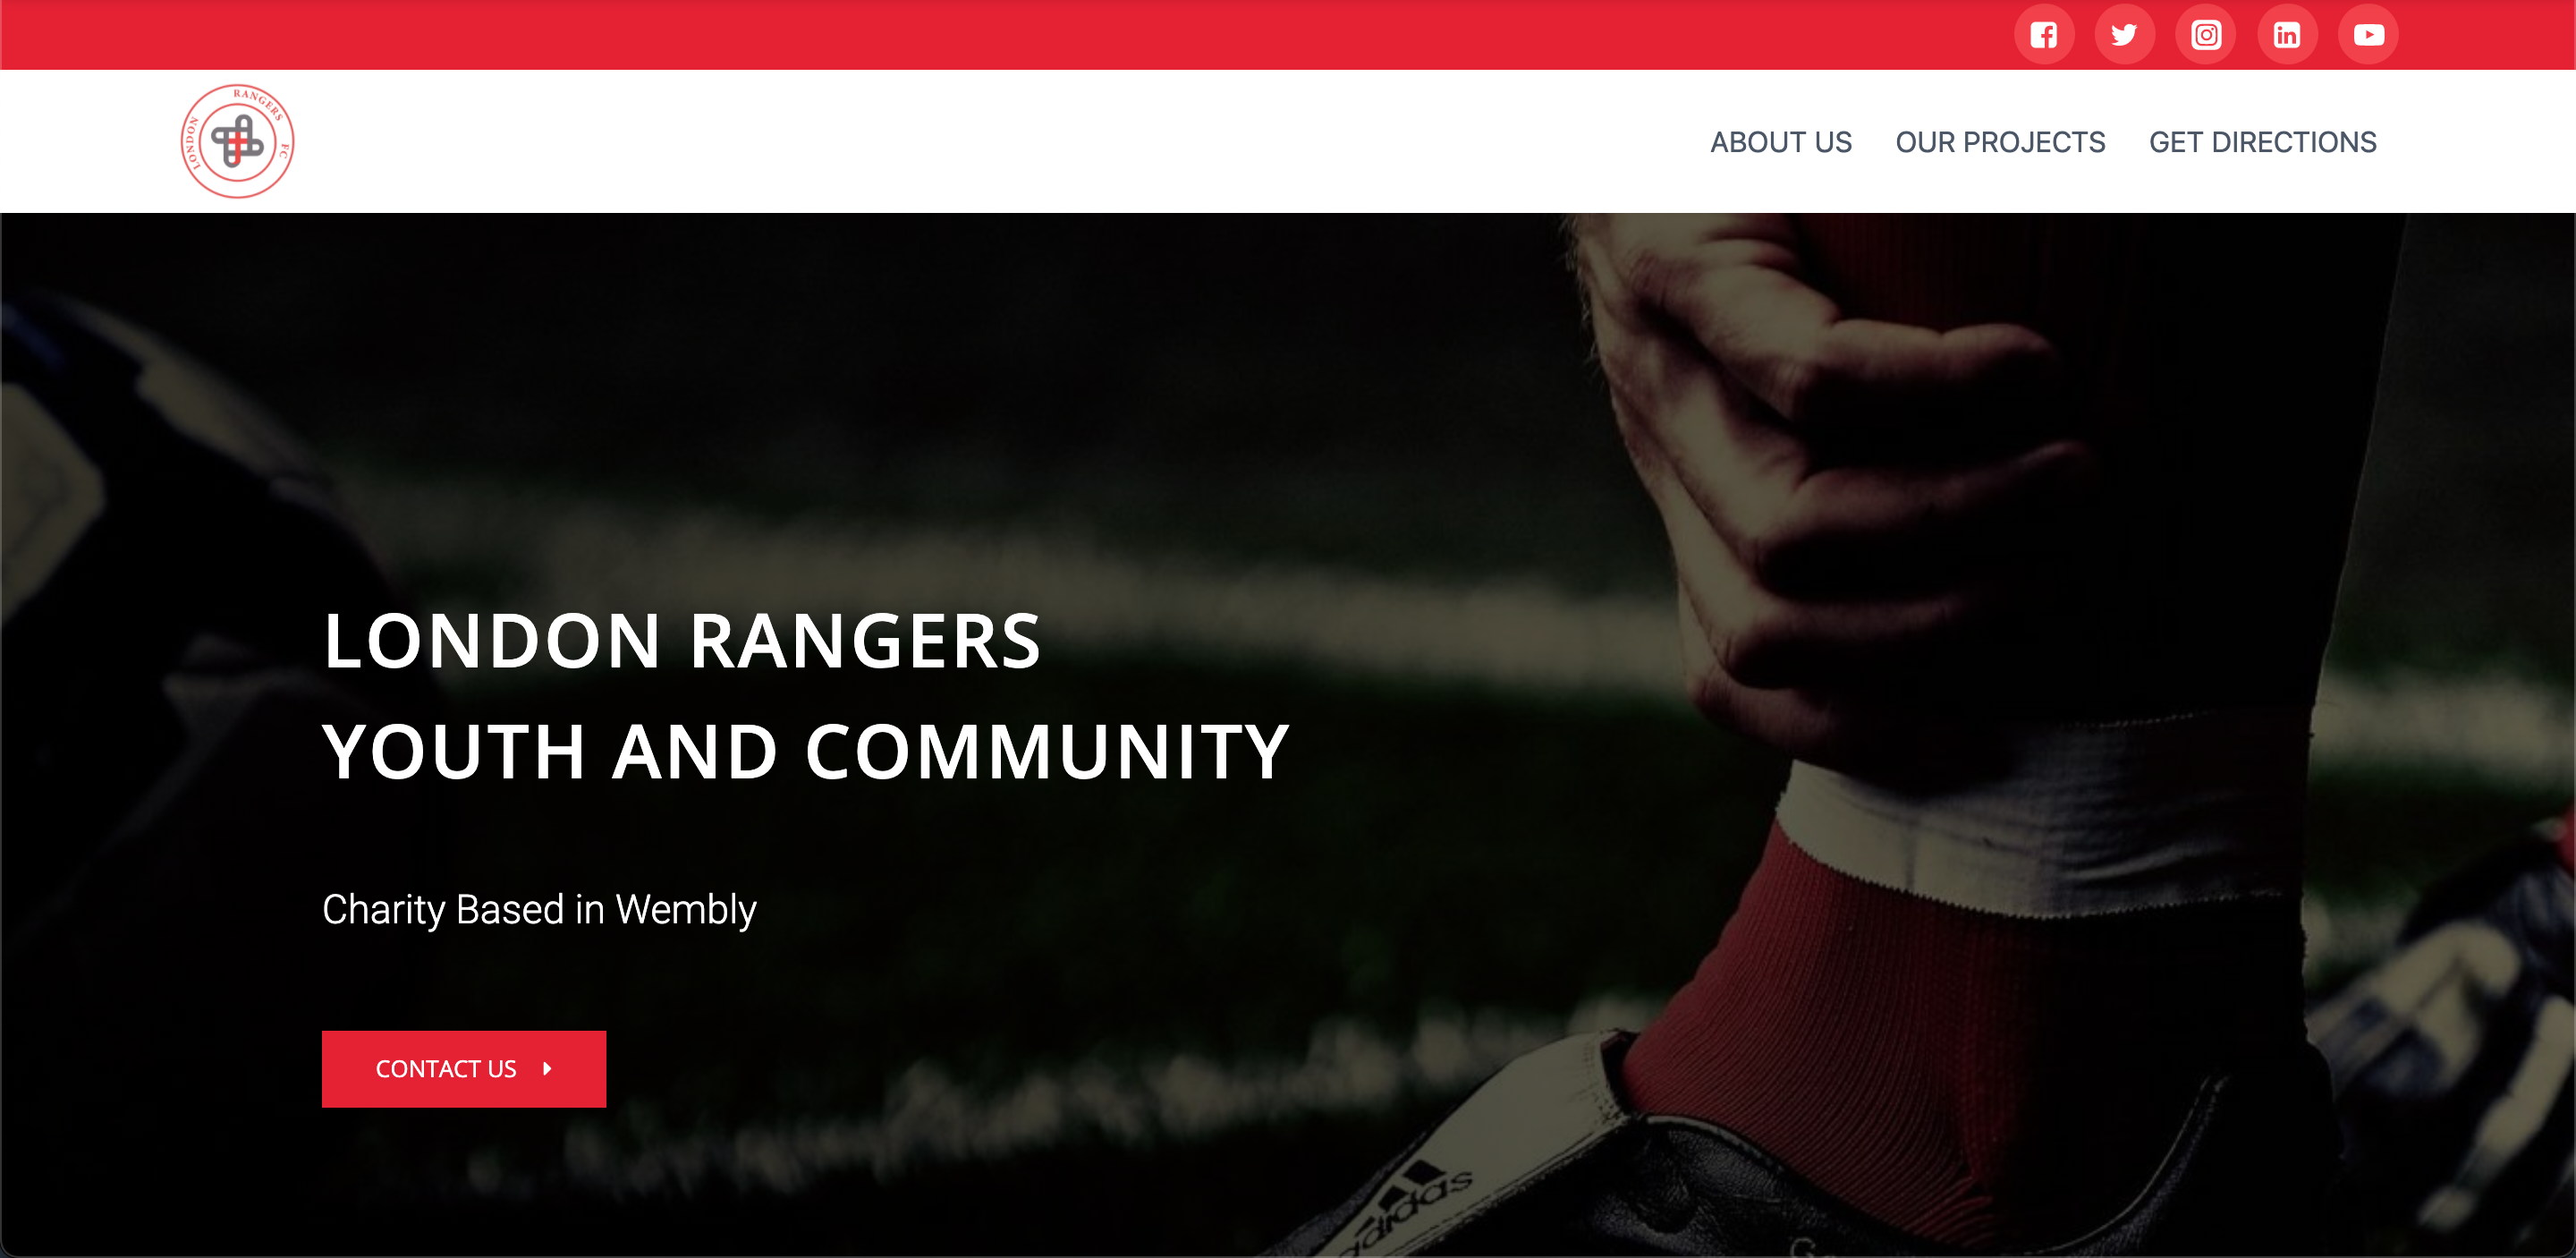 LONDON RANGERS FC
ABOUT US OUR PROJECTS GET DIRECTIONS
LONDON RANGERS
YOUTH AND COMMUNITY
Charity Based in Wembly
CONTACT US
adidas